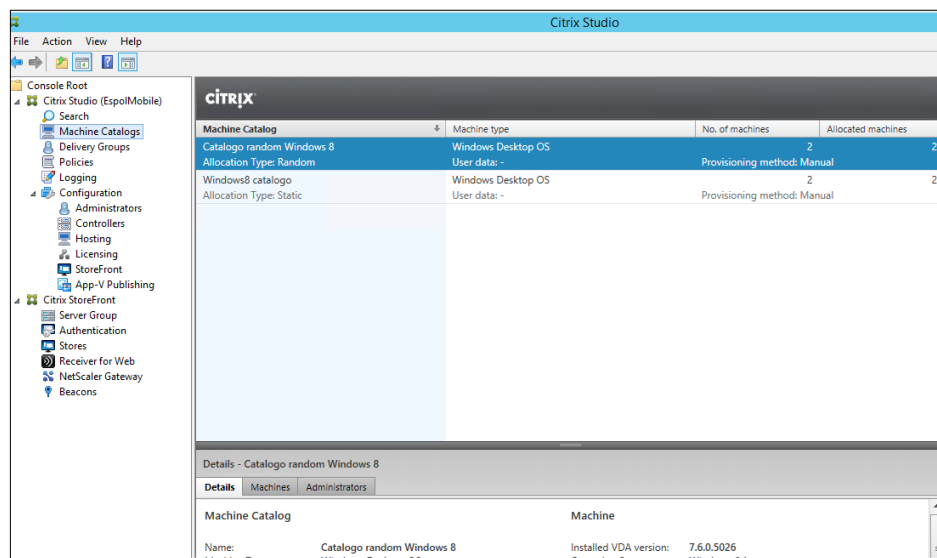 Citrix Studio
File Action View Help
Console Root
Citrix Studio (EspolMobile)
Search
Machine Catalogs
Delivery Groups
Policies
Logging
Configuration
Administrators
Controllers
Hosting
Licensing
StoreFront
App-V Publishing
Citrix StoreFront
Server Group
Authentication
Stores
Receiver for Web
NetScaler Gateway
Beacons
CİTRIX
Machine Catalog Machine type No. of machines Allocated machines
Catalogo random Windows 8 Windows Desktop OS 2 2
Allocation Type: Random User data: - Provisioning method: Manual
Windows8 catalogo Windows Desktop OS 2 2
Allocation Type: Static User data: - Provisioning method: Manual
Details - Catalogo random Windows 8
Details Machines Administrators
Machine Catalog Machine
Name: Catalogo random Windows 8 Installed VDA version: 7.6.0.5026